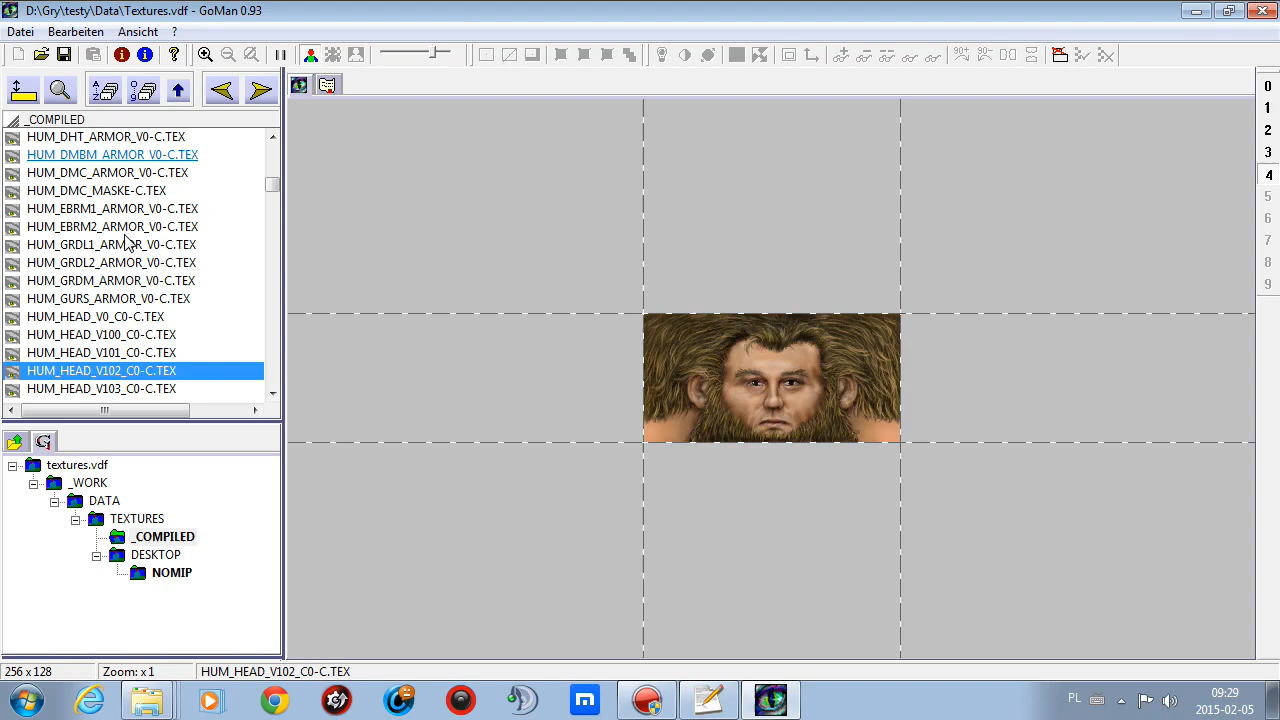 D:\Gry\testy\Data\Textures.vdf - GoMan 0.93
Datei Bearbeiten Ansicht ?
_COMPILED
HUM_DHT_ARMOR_V0-C.TEX
HUM_DMBM_ARMOR_V0-C.TEX
HUM_DMC_ARMOR_V0-C.TEX
HUM_DMC_MASKE-C.TEX
HUM_EBRM1_ARMOR_V0-C.TEX
HUM_EBRM2_ARMOR_V0-C.TEX
HUM_GRDL1_ARMOR_V0-C.TEX
HUM_GRDL2_ARMOR_V0-C.TEX
HUM_GRDM_ARMOR_V0-C.TEX
HUM_GURS_ARMOR_V0-C.TEX
HUM_HEAD_V0_C0-C.TEX
HUM_HEAD_V100_C0-C.TEX
HUM_HEAD_V101_C0-C.TEX
HUM_HEAD_V102_C0-C.TEX
HUM_HEAD_V103_C0-C.TEX
textures.vdf
_WORK
DATA
TEXTURES
_COMPILED
DESKTOP
NOMIP
0
1
2
3
4
5
6
7
8
9
256 x 128 Zoom: x 1 HUM_HEAD_V102_C0-C.TEX
PL 09:29
2015-02-05